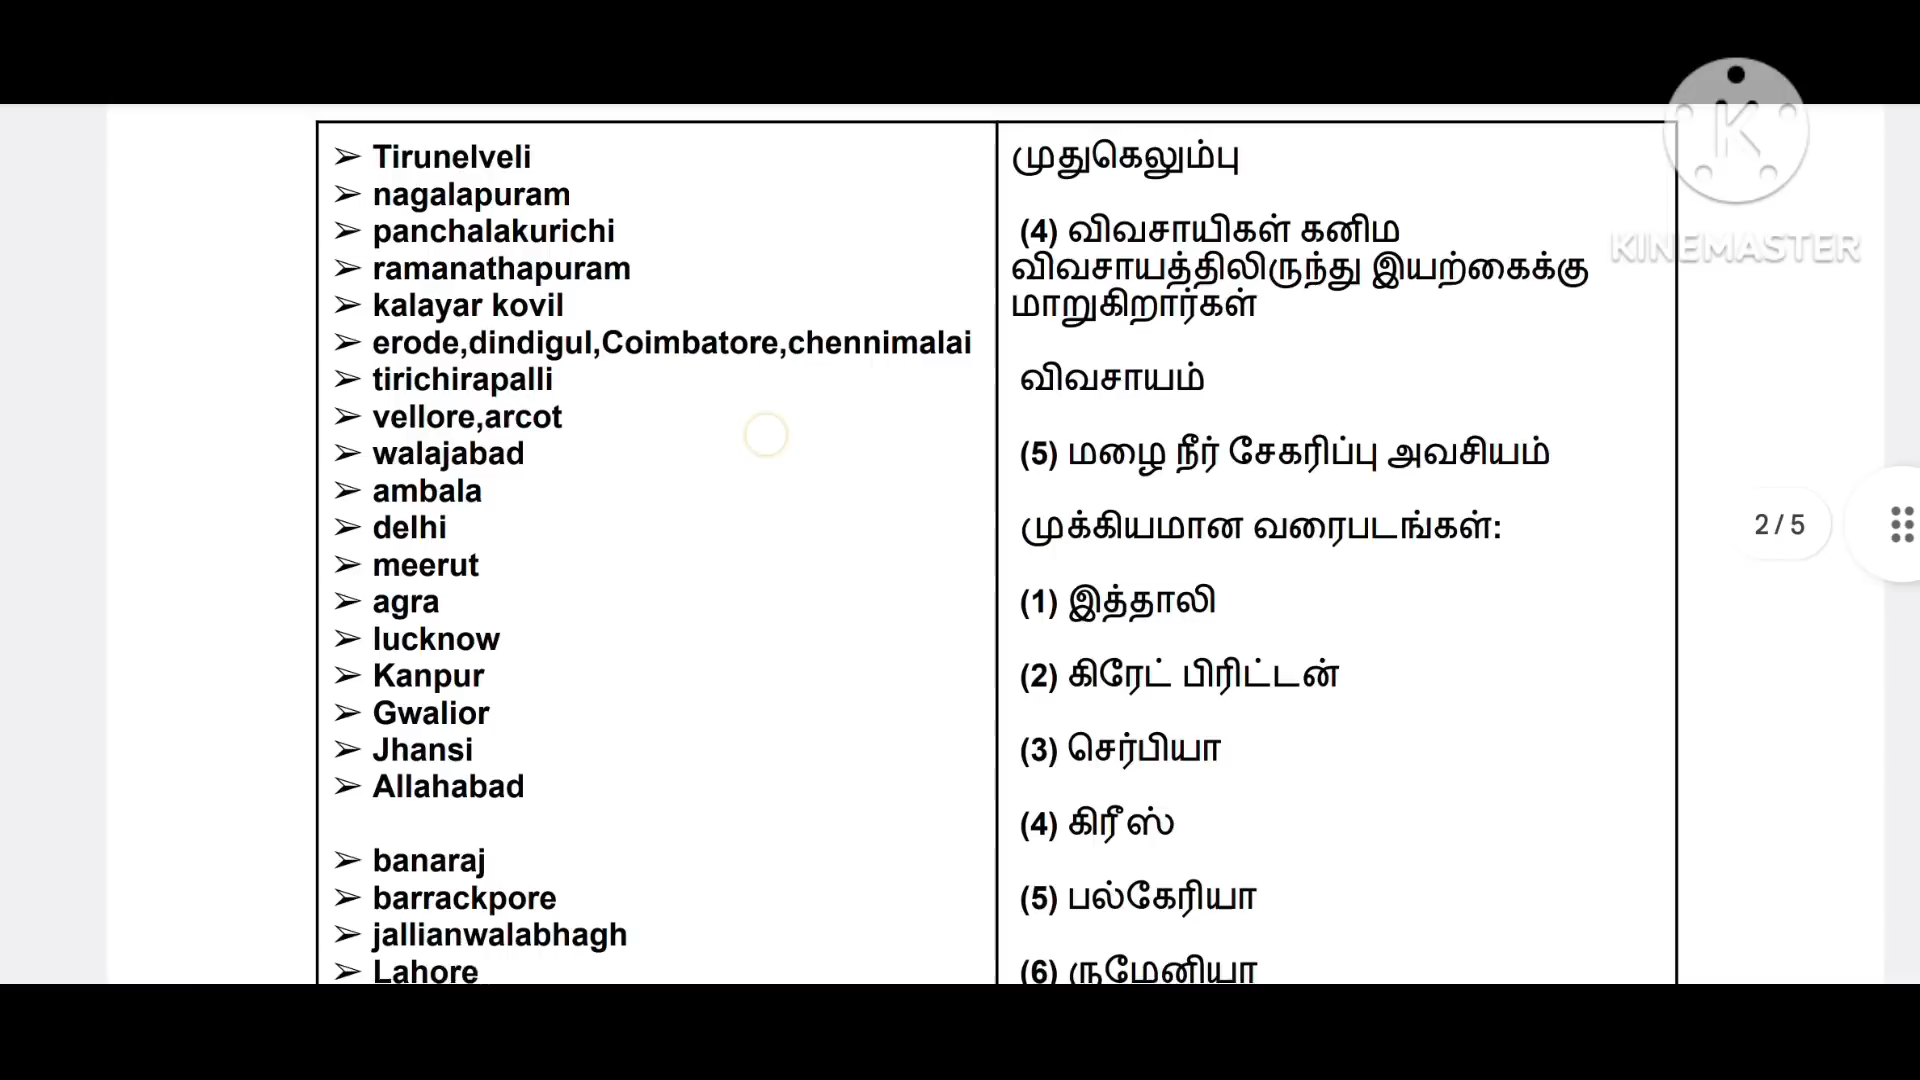 ➢ Tirunelveli
➢ nagalapuram
➢ panchalakurichi
➢ ramanathapuram
➢ kalayar kovil
➢ erode,dindigul,Coimbatore,chennimalai
➢ tirichirapalli
➢ vellore,arcot
➢ walajabad
➢ ambala
➢ delhi
➢ meerut
➢ agra
➢ lucknow
➢ Kanpur
➢ Gwalior
➢ Jhansi
➢ Allahabad
➢ banaraj
➢ barrackpore
➢ jallianwalabhagh
➢ Lahore
முதுகெலும்பு
(4) விவசாயிகள் கனிம
விவசாயத்திலிருந்து இயற்கைக்கு
மாறுகிறார்கள்
விவசாயம்
(5) மழை நீர் சேகரிப்பு அவசியம்
முக்கியமான வரைபடங்கள்:
(1) இத்தாலி
(2) கிரேட் பிரிட்டன்
(3) செர்பியா
(4) கிரீஸ்
(5) பல்கேரியா
(6) ருமேனியா
K
KINEMASTER
2 / 5